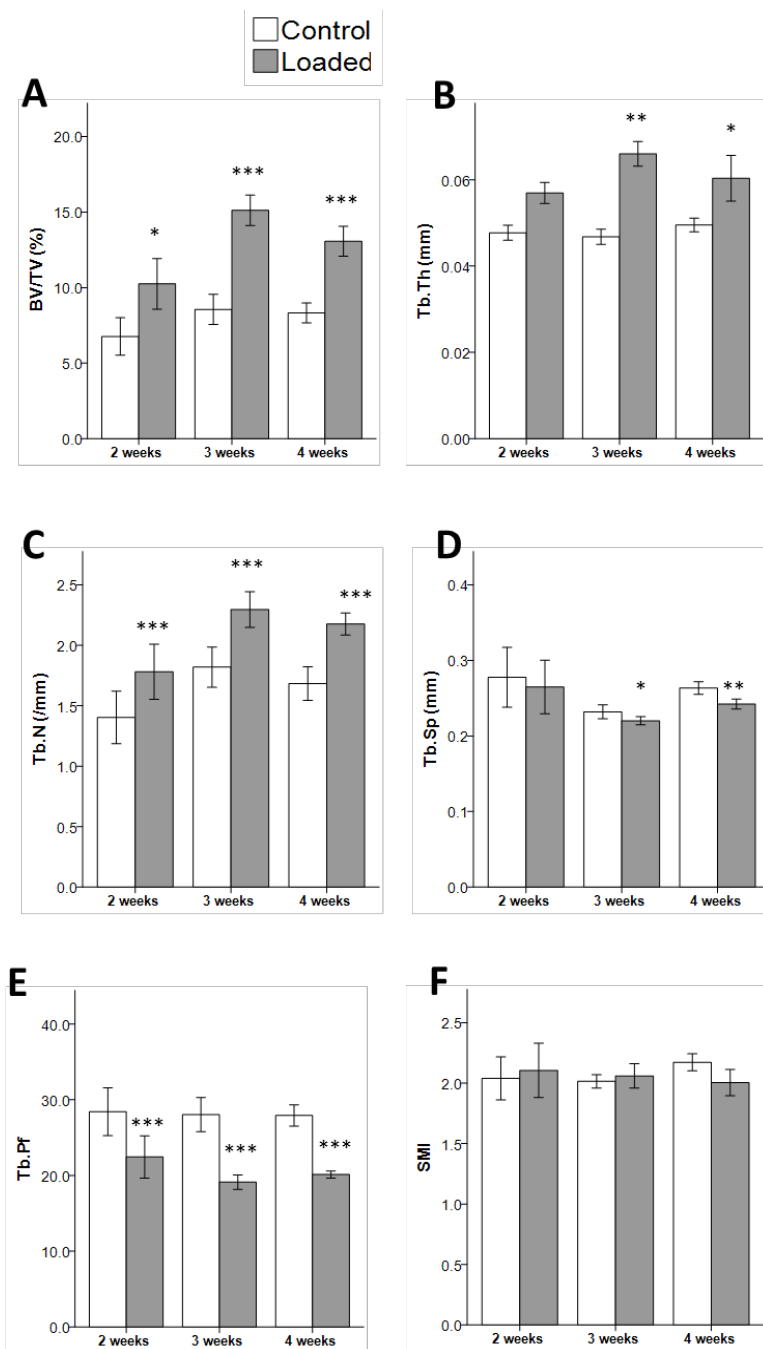 Control
Loaded
A
BV/TV (%)
20.0
15.0
10.0
5.0
0.0
*
***
***
2 weeks
3 weeks
4 weeks
B
Tb.Th (mm)
0.06
0.04
0.02
0.00
**
*
2 weeks
3 weeks
4 weeks
C
Tb.N (/mm)
2.5
2.0
1.5
1.0
0.5
0.0
***
***
***
2 weeks
3 weeks
4 weeks
D
Tb.Sp (mm)
0.4
0.3
0.2
0.1
0.0
*
**
2 weeks
3 weeks
4 weeks
E
Tb.Pf
40.0
30.0
20.0
10.0
0.0
***
***
***
2 weeks
3 weeks
4 weeks
F
SMI
2.5
2.0
1.5
1.0
0.5
0.0
2 weeks
3 weeks
4 weeks